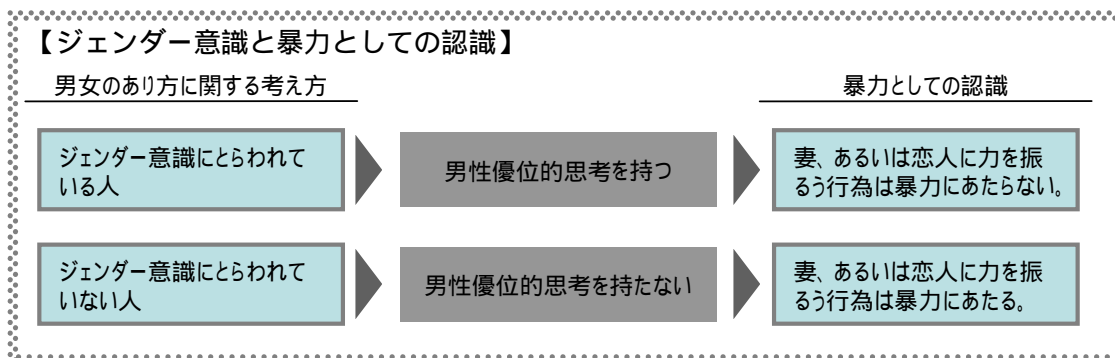 【ジェンダー意識と暴力としての認識】
男女のあり方に関する考え方
暴力としての認識
ジェンダー意識にとらわれて
いる人
男性優位的思考を持つ
妻、あるいは恋人に力を振
るう行為は暴力にあたらない。
ジェンダー意識にとらわれて
いない人
男性優位的思考を持たない
妻、あるいは恋人に力を振
るう行為は暴力にあたる。